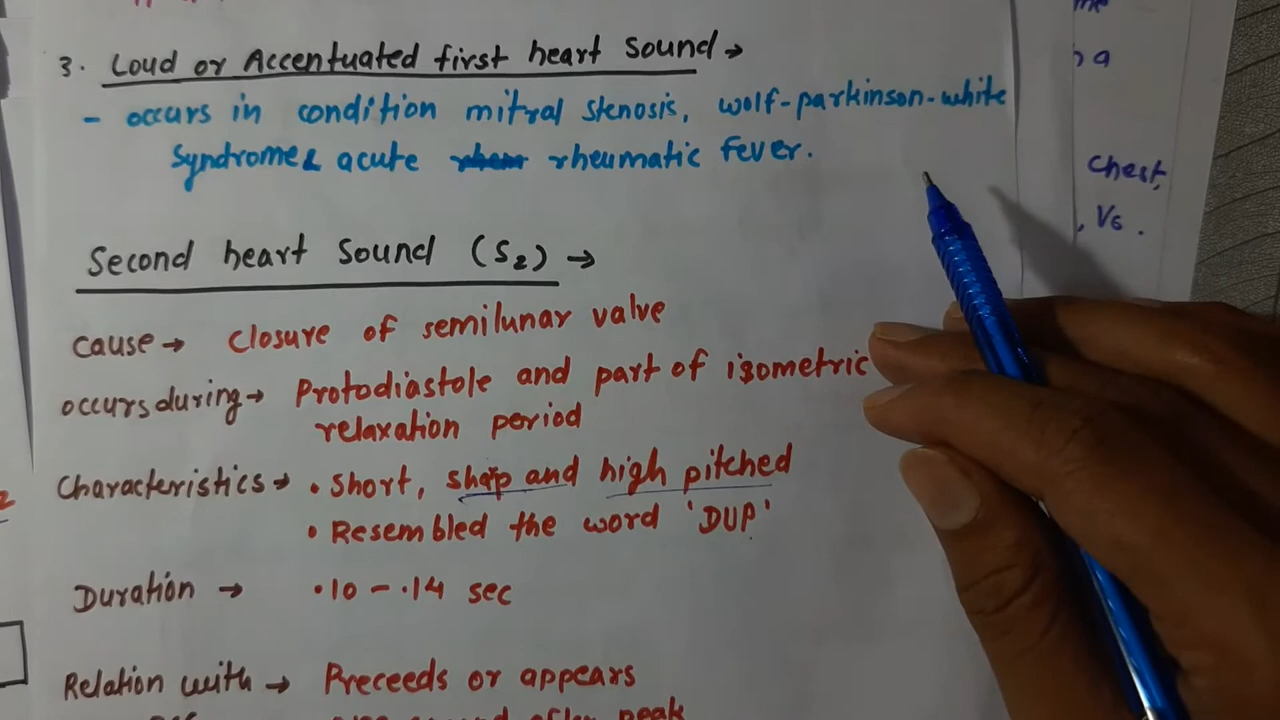 3. Loud or Accentuated first heart sound →
- occurs in condition mitral stenosis, wolf-parkinson-white
syndrome & acute rheumatic fever.
Second heart sound (S2) →
Cause → closure of semilunar valve
occurs during → Protodiastole and part of isometric
relaxation period
Characteristics → • Short, sharp and high pitched
• Resembled the word 'DUP'
Duration → .10 - .14 sec
Relation with → Preceeds or appears
after peak
chest,
, V6 .